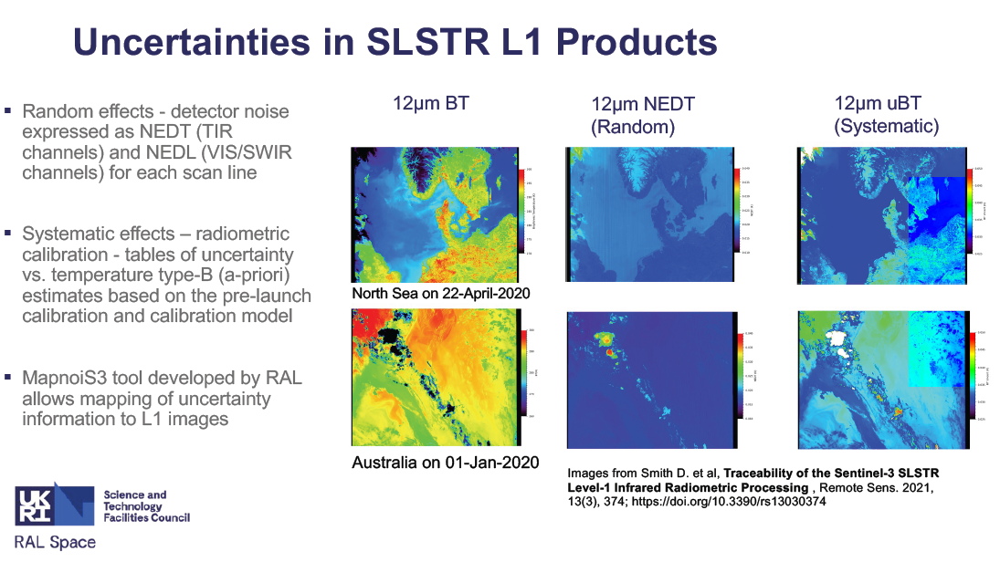 Uncertainties in SLSTR L1 Products
▪ Random effects - detector noise
expressed as NEDT (TIR
channels) and NEDL (VIS/SWIR
channels) for each scan line
▪ Systematic effects – radiometric
calibration - tables of uncertainty
vs. temperature type-B (a-priori)
estimates based on the pre-launch
calibration and calibration model
▪ MapnoiS3 tool developed by RAL
allows mapping of uncertainty
information to L1 images
12µm BT
12µm NEDT
(Random)
12µm uBT
(Systematic)
North Sea on 22-April-2020
Australia on 01-Jan-2020
Images from Smith D. et al, Traceability of the Sentinel-3 SLSTR
Level-1 Infrared Radiometric Processing , Remote Sens. 2021,
13(3), 374; https://doi.org/10.3390/rs13030374
UK
RI
Science and
Technology
Facilities Council
RAL Space